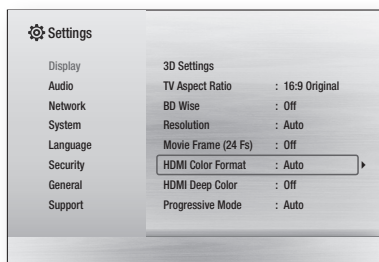 Settings
Display
Audio
Network
System
Language
Security
General
Support
3D Settings
TV Aspect Ratio : 16:9 Original
BD Wise : Off
Resolution : Auto
Movie Frame (24 Fs) : Off
HDMI Color Format : Auto
HDMI Deep Color : Off
Progressive Mode : Auto